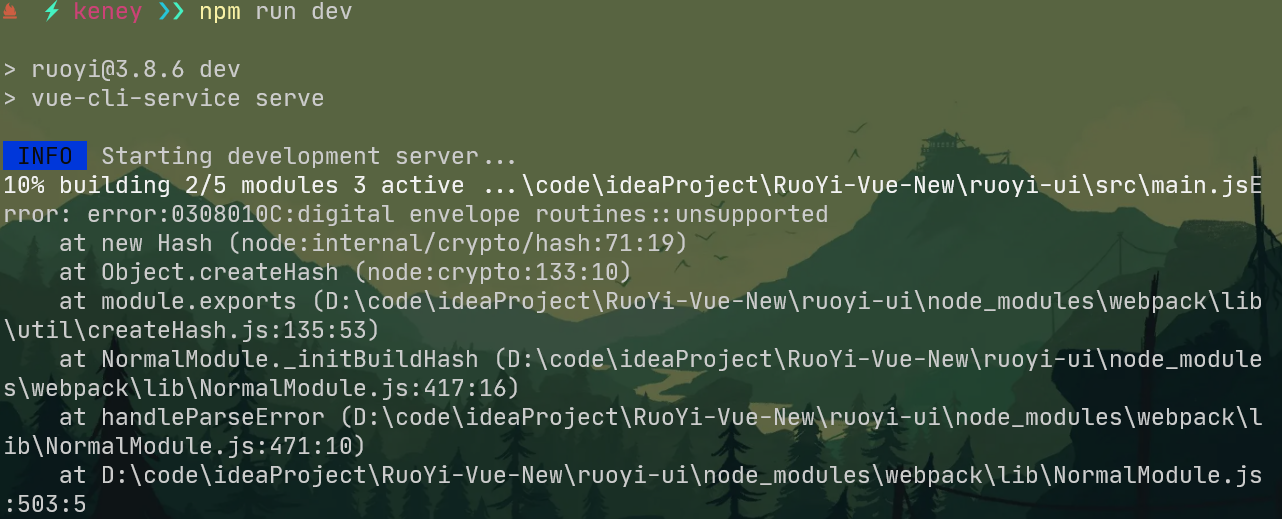 keney ❯❯ npm run dev
> ruoyi@3.8.6 dev
> vue-cli-service serve
INFO Starting development server...
10% building 2/5 modules 3 active ...\code\ideaProject\RuoYi-Vue-New\ruoyi-ui\src\main.jsE
rror: error:0308010C:digital envelope routines::unsupported
at new Hash (node:internal/crypto/hash:71:19)
at Object.createHash (node:crypto:133:10)
at module.exports (D:\code\ideaProject\RuoYi-Vue-New\ruoyi-ui\node_modules\webpack\lib
\util\createHash.js:135:53)
at NormalModule._initBuildHash (D:\code\ideaProject\RuoYi-Vue-New\ruoyi-ui\node_module
s\webpack\lib\NormalModule.js:417:16)
at handleParseError (D:\code\ideaProject\RuoYi-Vue-New\ruoyi-ui\node_modules\webpack\l
ib\NormalModule.js:471:10)
at D:\code\ideaProject\RuoYi-Vue-New\ruoyi-ui\node_modules\webpack\lib\NormalModule.js
:503:5